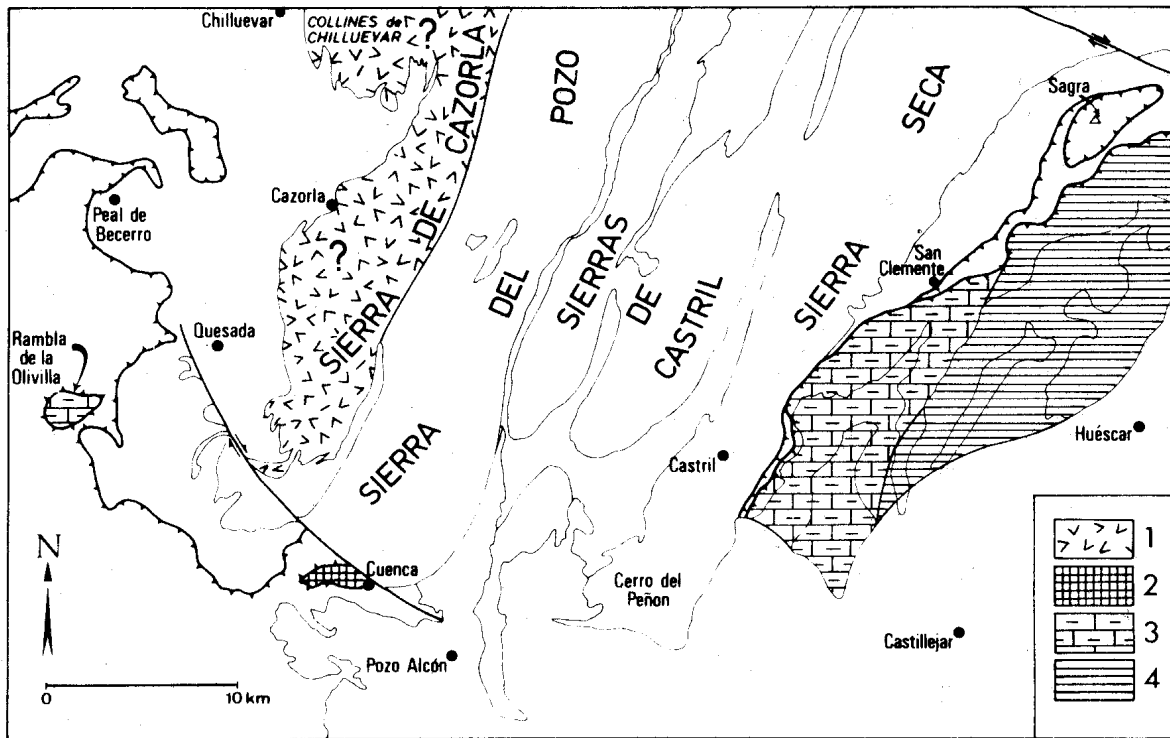 Chilluevar
COLLINES de
CHILLUEVAR
?
SIERRA DE CAZORLA
SIERRA DEL POZO
SIERRAS DE CASTRIL
SIERRA SECA
Sagra
Cazorla
?
Peal de
Becerro
San
Clemente
Quesada
Rambla
de la
Olivilla
Huéscar
Castril
N
Cuenca
Cerro del
Peñon
Castillejar
Pozo Alcón
0 10 km
1
2
3
4